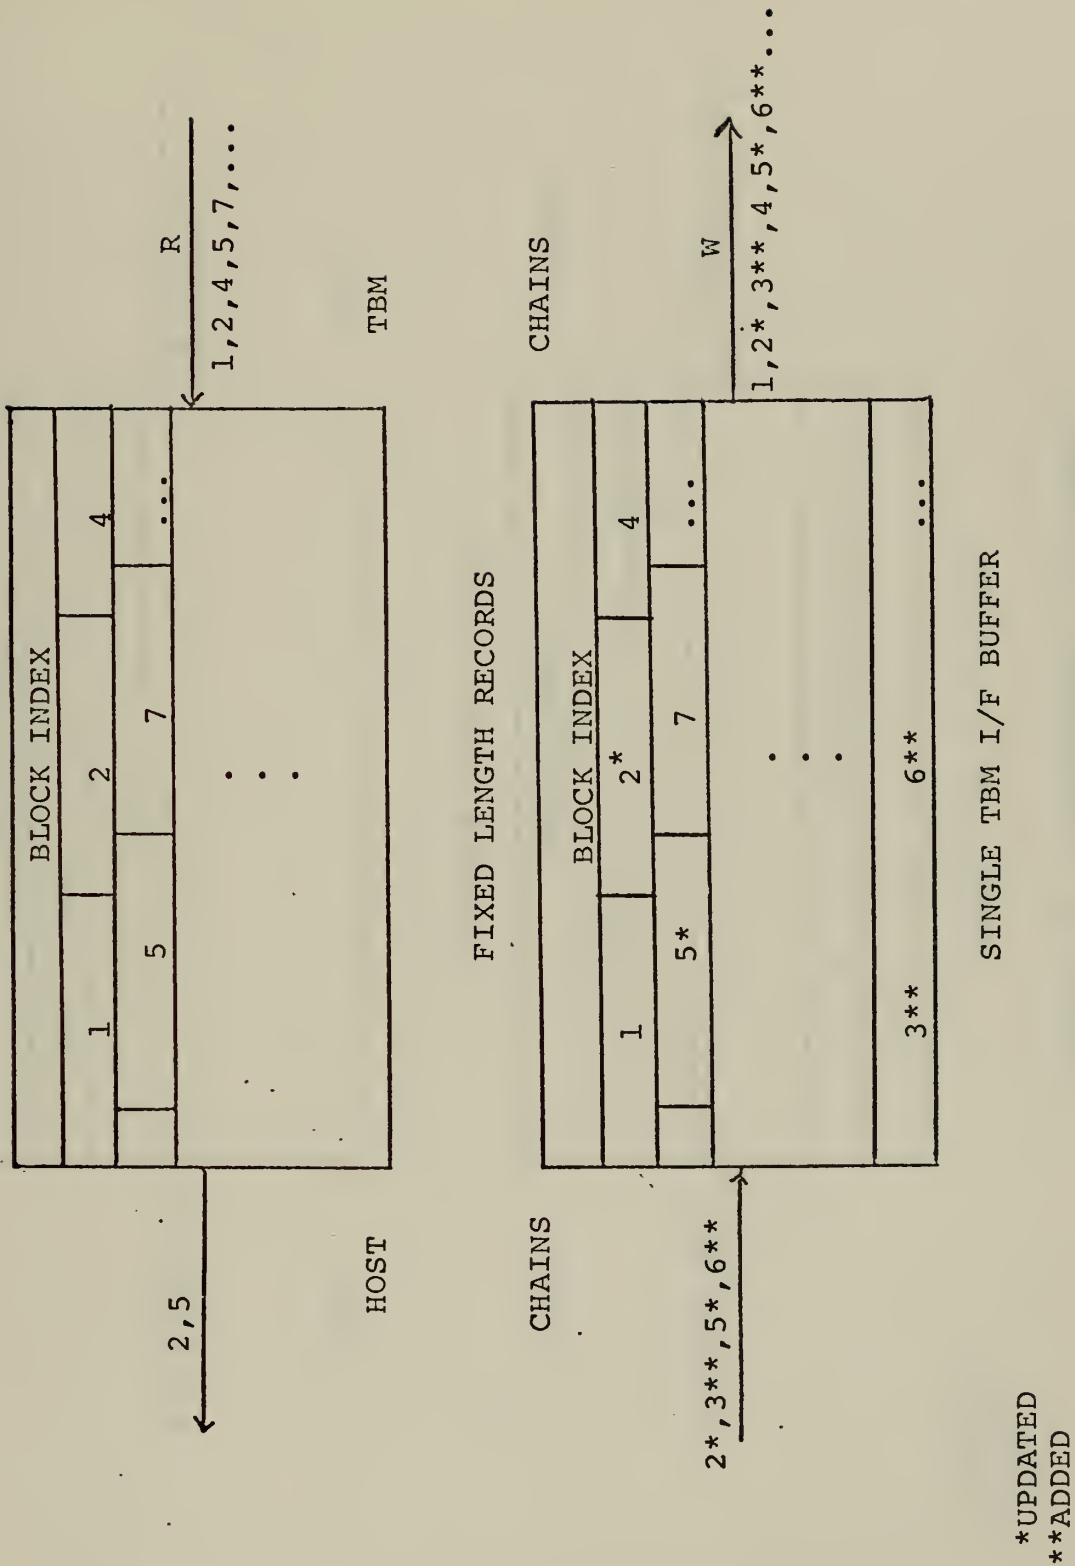 BLOCK INDEX
1 2 4
5 7 ...
R
1,2,4,5,7,...
2,5
HOST
TBM
FIXED LENGTH RECORDS
CHAINS
CHAINS
BLOCK INDEX
1 2* 4
5* 7 ...
2*,3**,5*,6**
W
1,2*,3**,4,5*,6**...
3** 6** ...
SINGLE TBM I/F BUFFER
*UPDATED
**ADDED